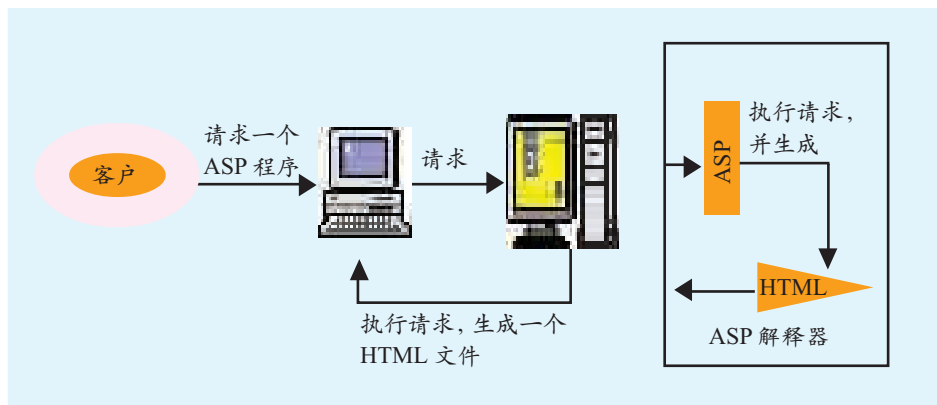 客户
请求一个
ASP 程序
请求
执行请求，生成一个
HTML 文件
ASP
执行请求，
并生成
HTML
ASP 解释器